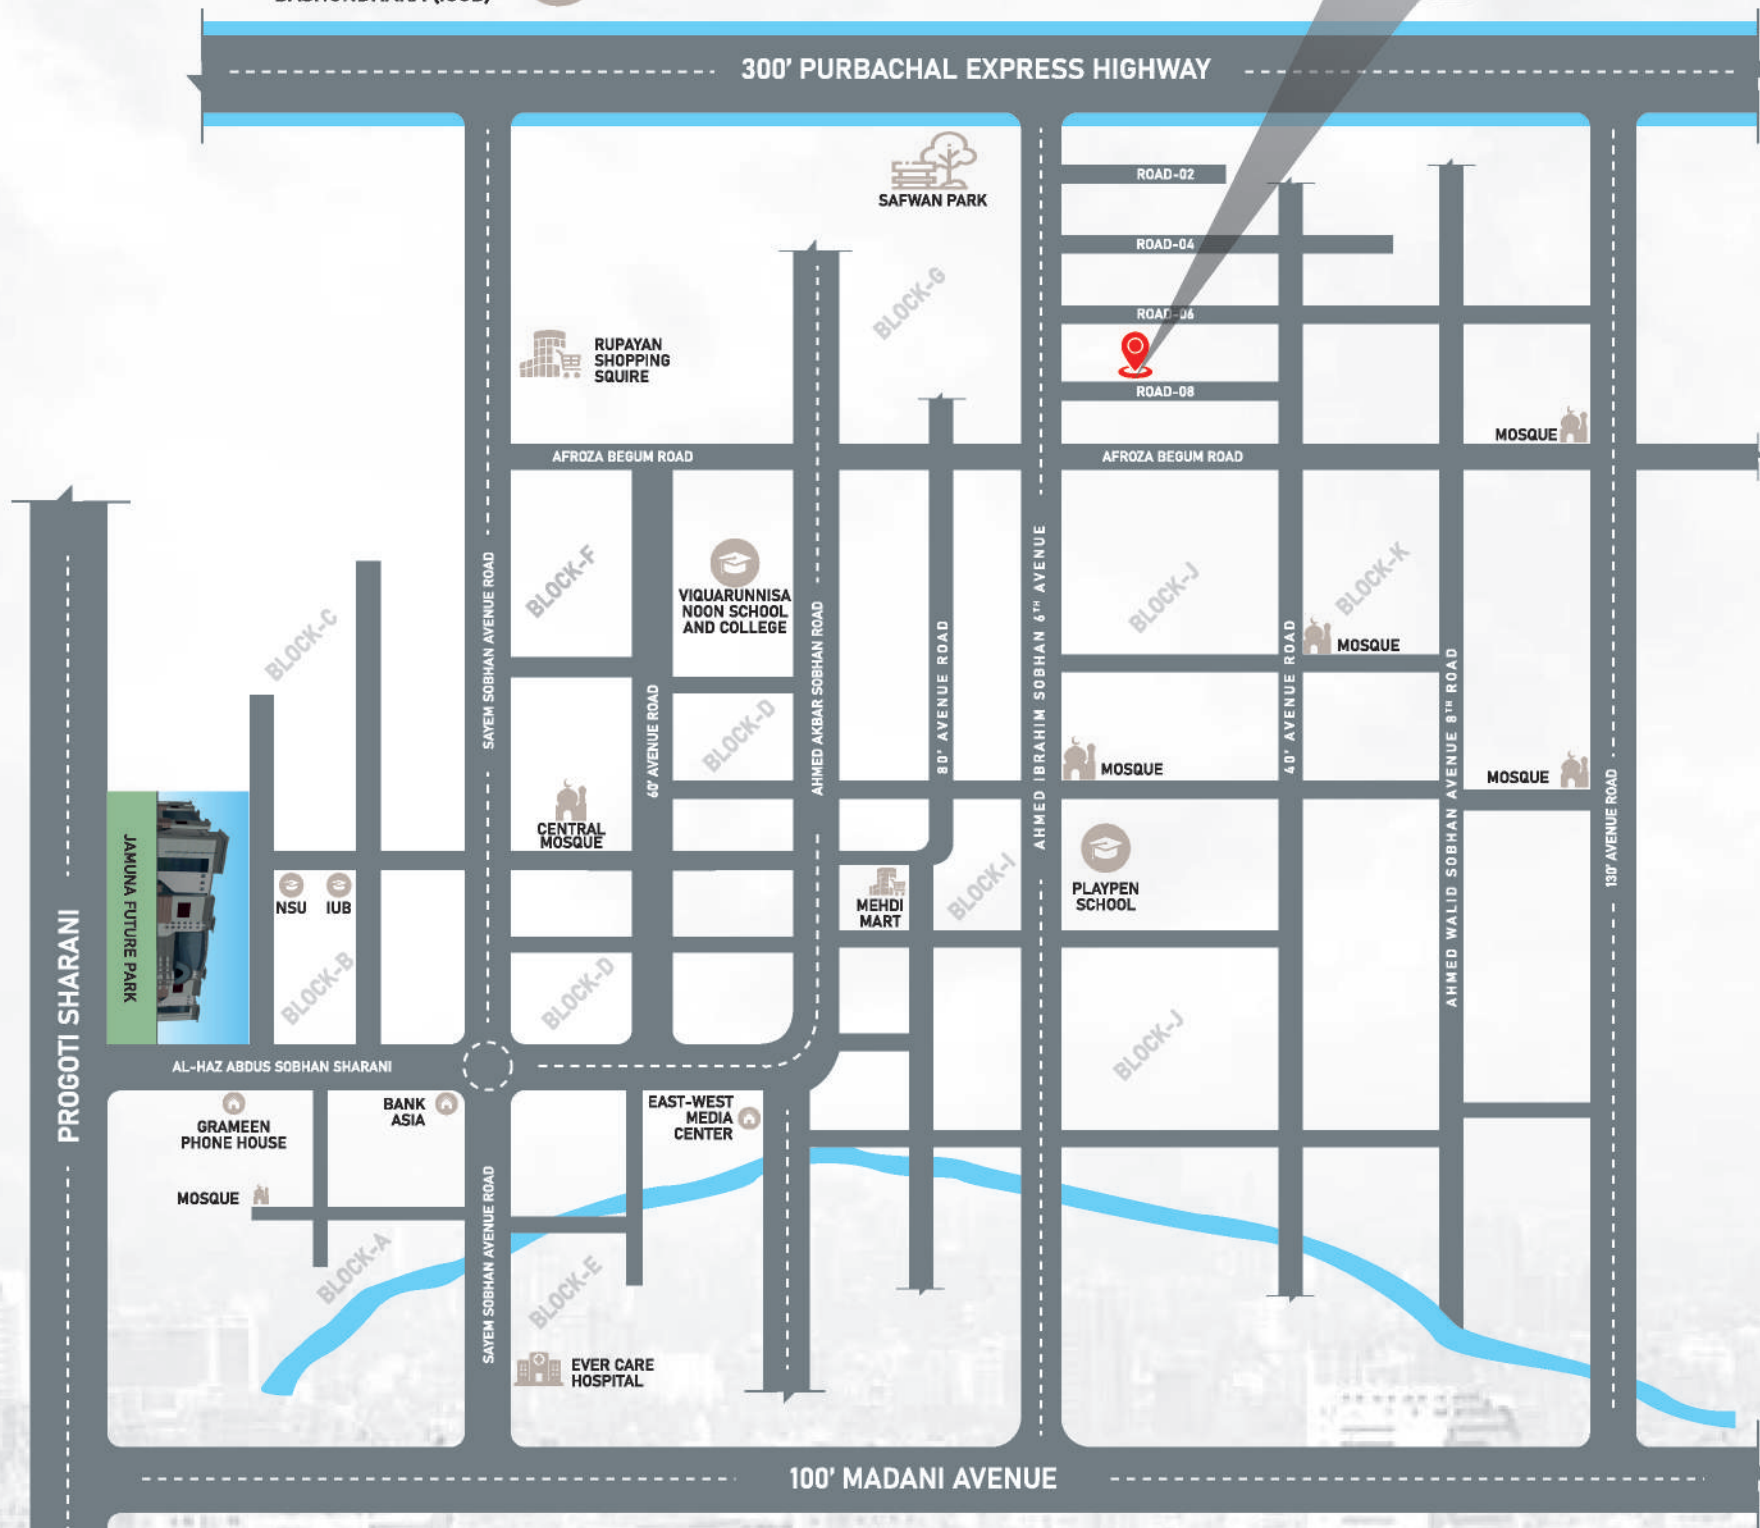 300' PURBACHAL EXPRESS HIGHWAY
ROAD-02
SAFWAN PARK
ROAD-04
BLOCK-G
ROAD-06
RUPAYAN
SHOPPING
SQUIRE
ROAD-08
MOSQUE
AFROZA BEGUM ROAD
AFROZA BEGUM ROAD
BLOCK-F
BLOCK-K
BLOCK-J
BLOCK-C
SAYEM SOBHAN AVENUE ROAD
VIQUARUNNISA
NOON SCHOOL
AND COLLEGE
AHMED AKBAR SOBHAN ROAD
80' AVENUE ROAD
AHMED IBRAHIM SOBHAN 6TH AVENUE
40' AVENUE ROAD
MOSQUE
AHMED WALID SOBHAN AVENUE 8TH ROAD
60' AVENUE ROAD
BLOCK-D
MOSQUE
MOSQUE
130' AVENUE ROAD
CENTRAL
MOSQUE
JAMUNA FUTURE PARK
NSU
IUB
MEHDI
MART
BLOCK-I
PLAYPEN
SCHOOL
PROGOTI SHARANI
BLOCK-B
BLOCK-D
BLOCK-J
AL-HAZ ABDUS SOBHAN SHARANI
GRAMEEN
PHONE HOUSE
BANK
ASIA
EAST-WEST
MEDIA
CENTER
MOSQUE
SAYEM SOBHAN AVENUE ROAD
BLOCK-A
BLOCK-E
EVER CARE
HOSPITAL
100' MADANI AVENUE